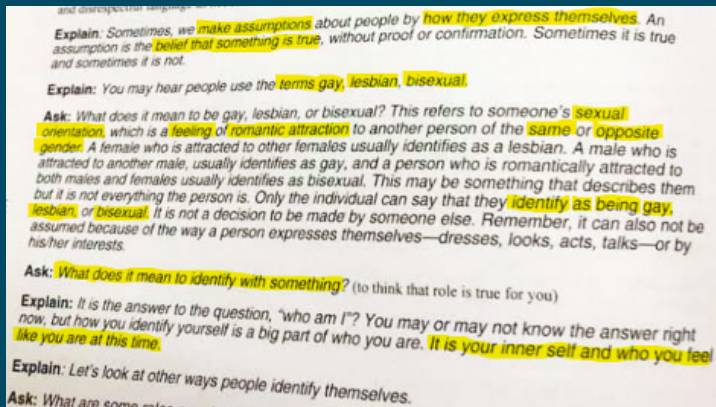 and disrespectful language
Explain: Sometimes, we make assumptions about people by how they express themselves. An
assumption is the belief that something is true, without proof or confirmation. Sometimes it is true
and sometimes it is not.
Explain: You may hear people use the terms gay, lesbian, bisexual.
Ask: What does it mean to be gay, lesbian, or bisexual? This refers to someone's sexual
orientation, which is a feeling of romantic attraction to another person of the same or opposite
gender. A female who is attracted to other females usually identifies as a lesbian. A male who is
attracted to another male, usually identifies as gay, and a person who is romantically attracted to
both males and females usually identifies as bisexual. This may be something that describes them
but it is not everything the person is. Only the individual can say that they identify as being gay,
lesbian, or bisexual. It is not a decision to be made by someone else. Remember, it can also not be
assumed because of the way a person expresses themselves—dresses, looks, acts, talks—or by
his/her interests.
Ask: What does it mean to identify with something? (to think that role is true for you)
Explain: It is the answer to the question, "who am I"? You may or may not know the answer right
now, but how you identify yourself is a big part of who you are. It is your inner self and who you feel
like you are at this time.
Explain: Let's look at other ways people identify themselves.
Ask: What are some roles